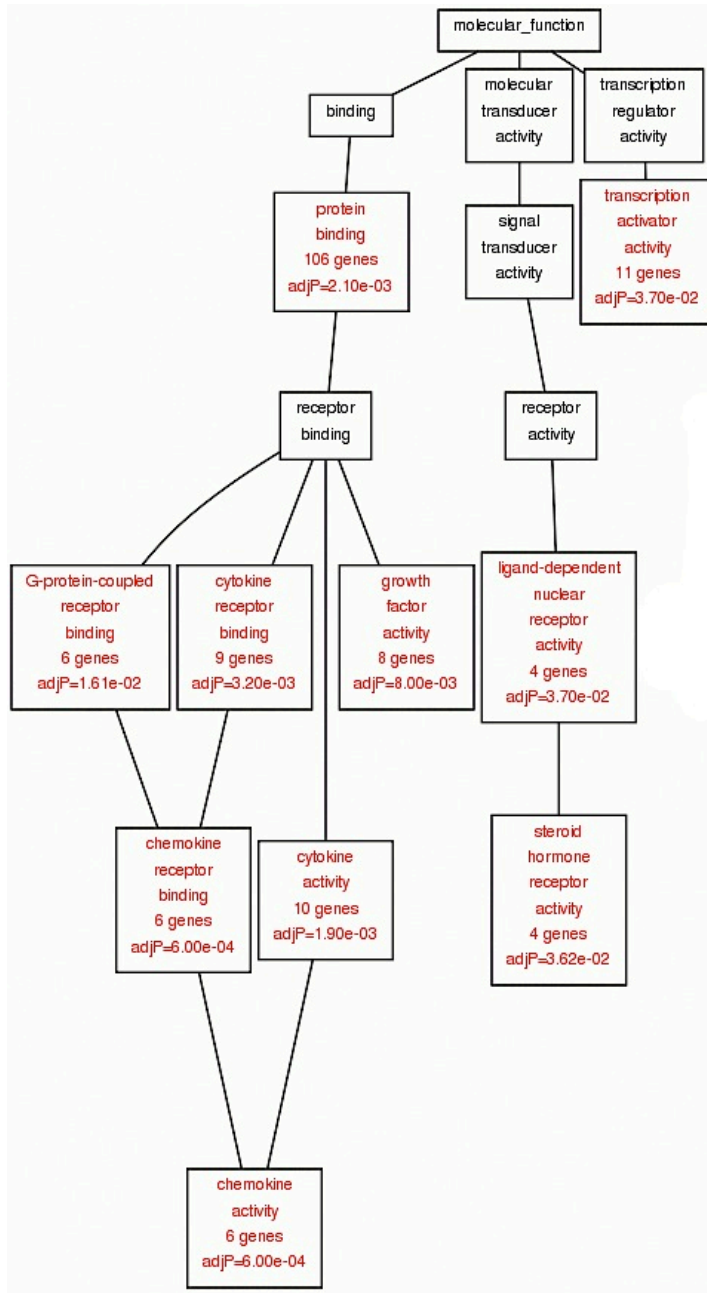 molecular_function
binding
molecular
transducer
activity
transcription
regulator
activity
protein
binding
106 genes
adjP=2.10e-03
signal
transducer
activity
transcription
activator
activity
11 genes
adjP=3.70e-02
receptor
binding
receptor
activity
G-protein-coupled
receptor
binding
6 genes
adjP=1.61e-02
cytokine
receptor
binding
9 genes
adjP=3.20e-03
growth
factor
activity
8 genes
adjP=8.00e-03
ligand-dependent
nuclear
receptor
activity
4 genes
adjP=3.70e-02
chemokine
receptor
binding
6 genes
adjP=6.00e-04
cytokine
activity
10 genes
adjP=1.90e-03
steroid
hormone
receptor
activity
4 genes
adjP=3.62e-02
chemokine
activity
6 genes
adjP=6.00e-04